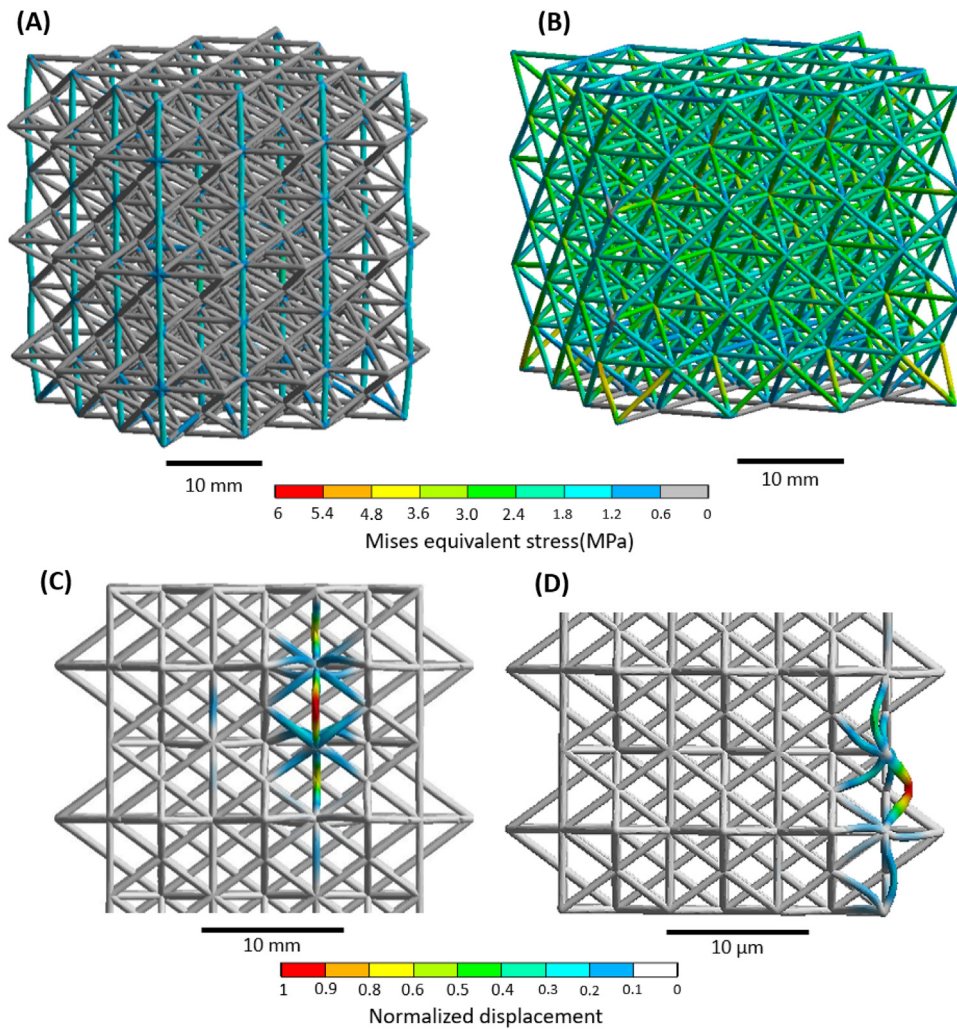 (A)
(B)
10 mm
10 mm
6 5.4 4.8 3.6 3.0 2.4 1.8 1.2 0.6 0
Mises equivalent stress(MPa)
(C)
(D)
10 mm
10 μm
1 0.9 0.8 0.6 0.5 0.4 0.3 0.2 0.1 0
Normalized displacement